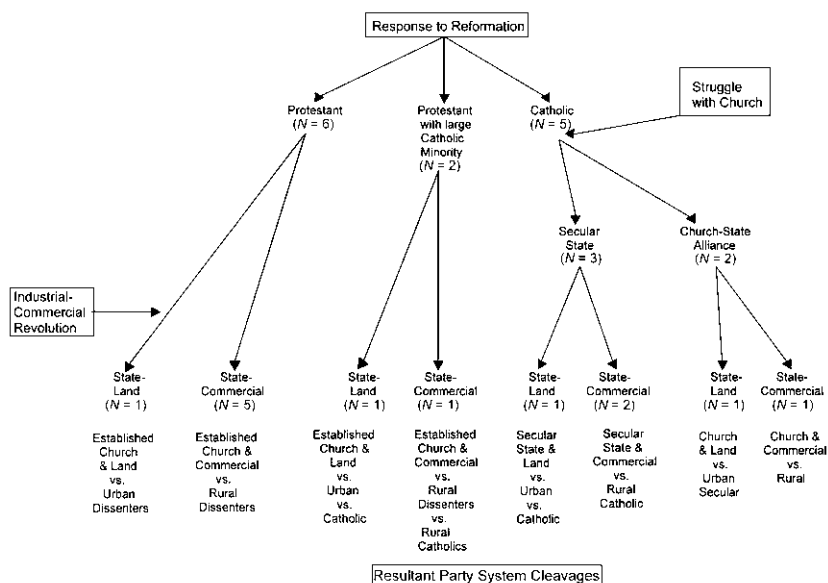 Response to Reformation
Struggle
with Church
Protestant
(N = 6)
Protestant
with large
Catholic
Minority
(N = 2)
Catholic
(N = 5)
Secular
State
(N = 3)
Church-State
Alliance
(N = 2)
Industrial-
Commercial
Revolution
State-
Land
(N = 1)
State-
Commercial
(N = 5)
State-
Land
(N = 1)
State-
Commercial
(N = 1)
State-
Land
(N = 1)
State-
Commercial
(N = 2)
State-
Land
(N = 1)
State-
Commercial
(N = 1)
Established
Church
& Land
vs.
Urban
Dissenters
Established
Church &
Commercial
vs.
Rural
Dissenters
Established
Church &
Land
vs.
Urban
vs.
Catholic
Established
Church &
Commercial
vs.
Rural
Dissenters
vs.
Rural
Catholics
Secular
State &
Land
vs.
Urban
vs.
Catholic
Secular
State &
Commercial
vs.
Rural
Catholic
Church
& Land
vs.
Urban
Secular
Church &
Commercial
vs.
Rural
Resultant Party System Cleavages